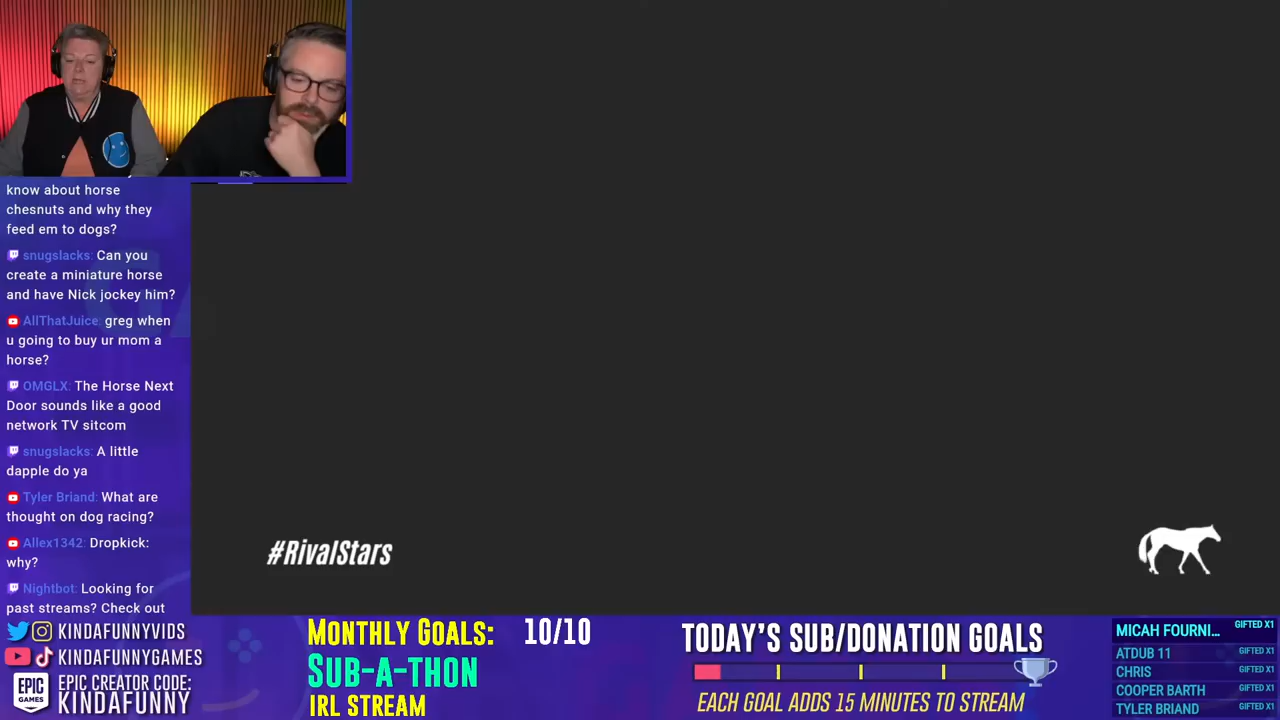 know about horse
chesnuts and why they
feed em to dogs?
snugslacks: Can you
create a miniature horse
and have Nick jockey him?
AllThatJuice: greg when
u going to buy ur mom a
horse?
OMGLX: The Horse Next
Door sounds like a good
network TV sitcom
snugslacks: A little
dapple do ya
Tyler Briand: What are
thought on dog racing?
Allex1342: Dropkick:
why?
Nightbot: Looking for
past streams? Check out
#RivalStars
KINDAFUNNYVIDS
KINDAFUNNYGAMES
EPIC GAMES
EPIC CREATOR CODE:
KINDAFUNNY
MONTHLY GOALS: 10/10
SUB-A-THON
IRL STREAM
TODAY'S SUB/DONATION GOALS
EACH GOAL ADDS 15 MINUTES TO STREAM
MICAH FOURNI... GIFTED X1
ATDUB 11 GIFTED X1
CHRIS GIFTED X1
COOPER BARTH GIFTED X1
TYLER BRIAND GIFTED X1